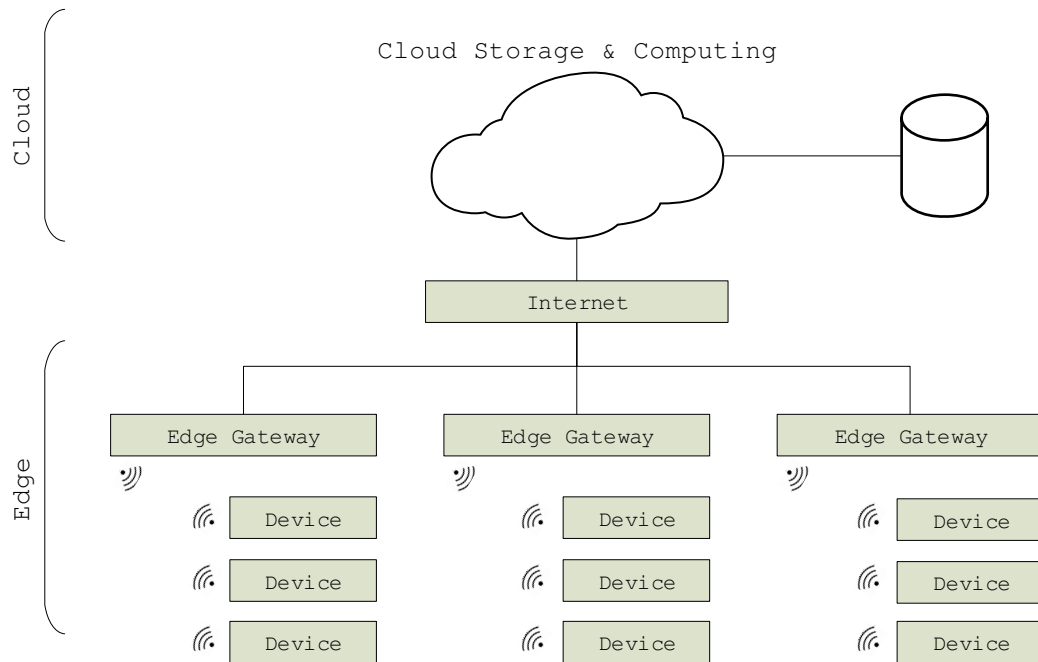 Cloud Storage & Computing
Cloud
Internet
Edge
Edge Gateway
Edge Gateway
Edge Gateway
Device
Device
Device
Device
Device
Device
Device
Device
Device